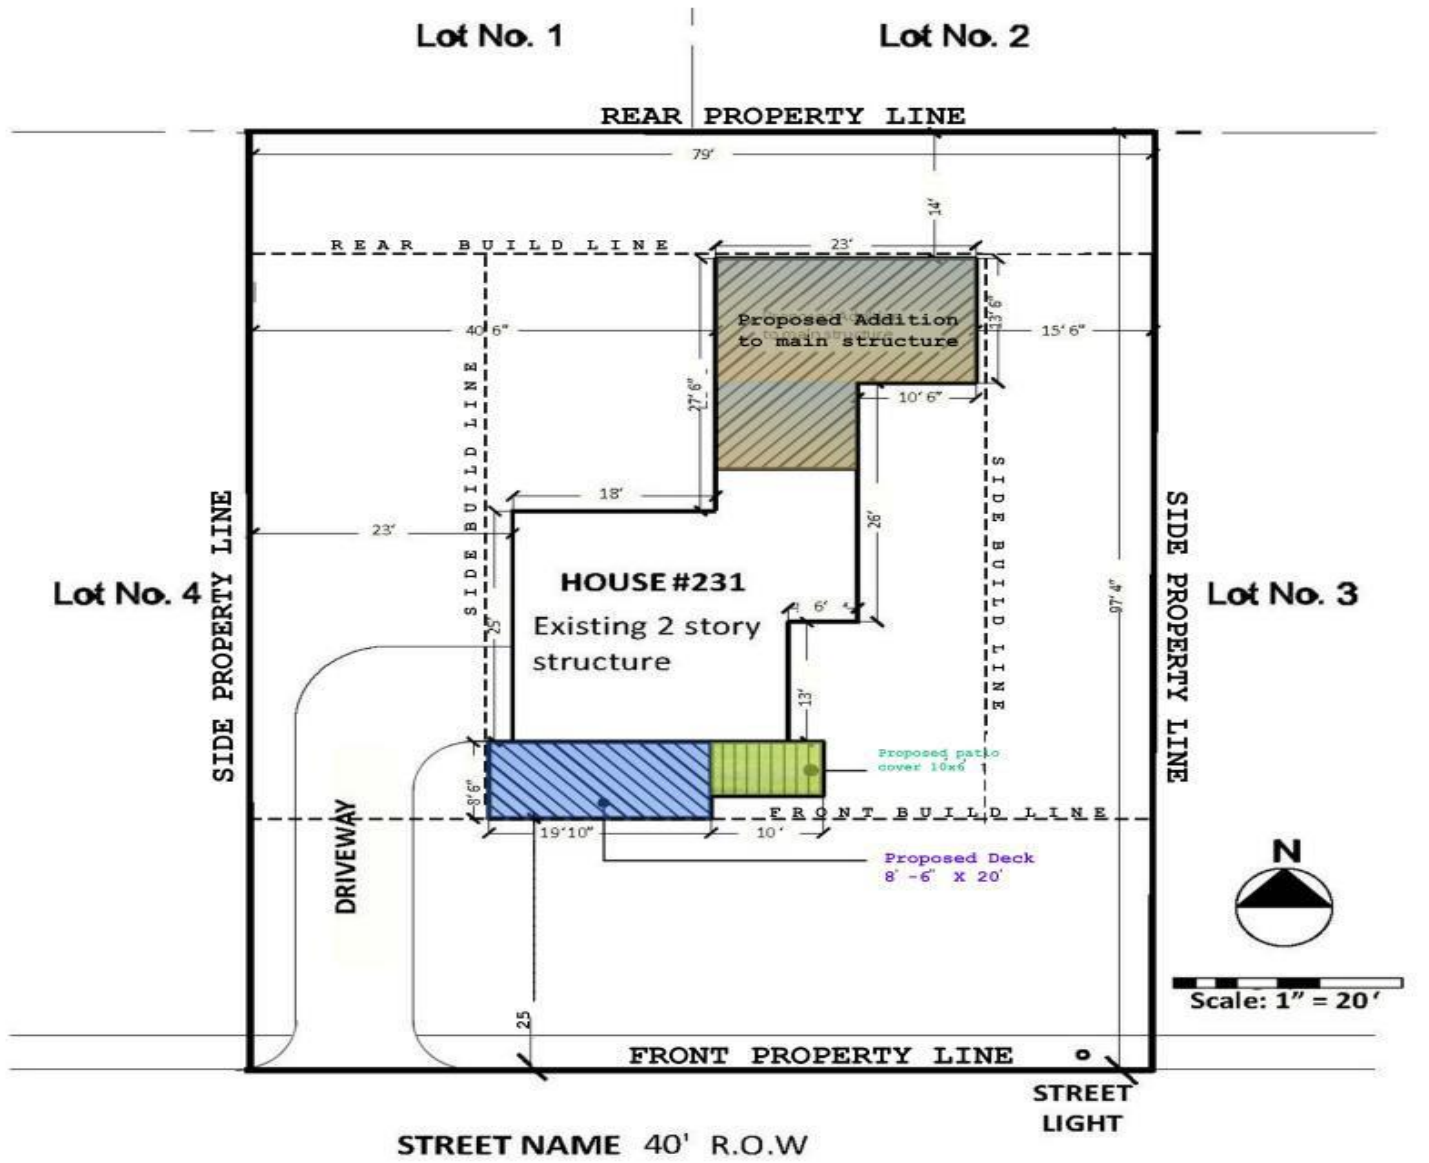 Lot No. 1
Lot No. 2
REAR PROPERTY LINE
79'
14'
REAR BUILD LINE
23'
13' 6"
Proposed Addition
to main structure
40' 6"
15' 6"
10' 6"
27' 6"
SIDE BUILD LINE
18'
23'
26'
SIDE BUILD LINE
SIDE PROPERTY LINE
SIDE PROPERTY LINE
Lot No. 4
HOUSE #231
Existing 2 story
structure
25'
6'
97' 4"
Lot No. 3
13'
Proposed patio
cover 10x6'
8' 6"
FRONT BUILD LINE
19'10"
10'
DRIVEWAY
Proposed Deck
8' -6" X 20'
N
Scale: 1" = 20'
25
FRONT PROPERTY LINE
STREET
LIGHT
STREET NAME 40' R.O.W